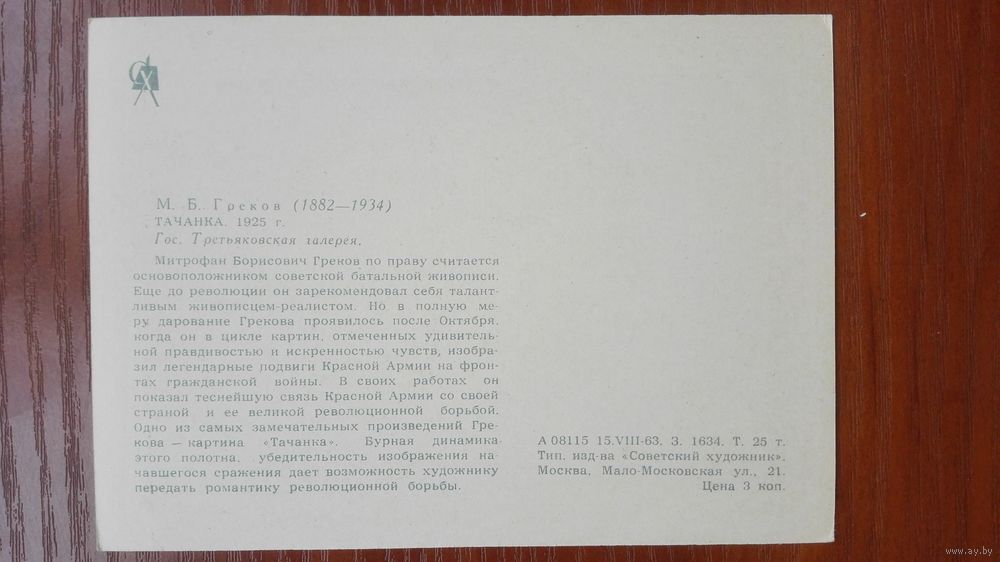 СХ
М. Б. Греков (1882—1934)
ТАЧАНКА. 1925 г.
Гос. Третьяковская галерея.
Митрофан Борисович Греков по праву считается
основоположником советской батальной живописи.
Еще до революции он зарекомендовал себя талант-
ливым живописцем-реалистом. Но в полную ме-
ру дарование Грекова проявилось после Октября,
когда он в цикле картин, отмеченных удивитель-
ной правдивостью и искренностью чувств, изобра-
зил легендарные подвиги Красной Армии на фрон-
тах гражданской войны. В своих работах он
показал теснейшую связь Красной Армии со своей
страной и ее великой революционной борьбой.
Одно из самых замечательных произведений Гре-
кова — картина «Тачанка». Бурная динамика
этого полотна, убедительность изображения на-
чавшегося сражения дает возможность художнику
передать романтику революционной борьбы.
А 08115 15.VIII-63. З. 1634. Т. 25 т.
Тип. изд-ва «Советский художник».
Москва, Мало-Московская ул., 21.
Цена 3 коп.
www.ay.by